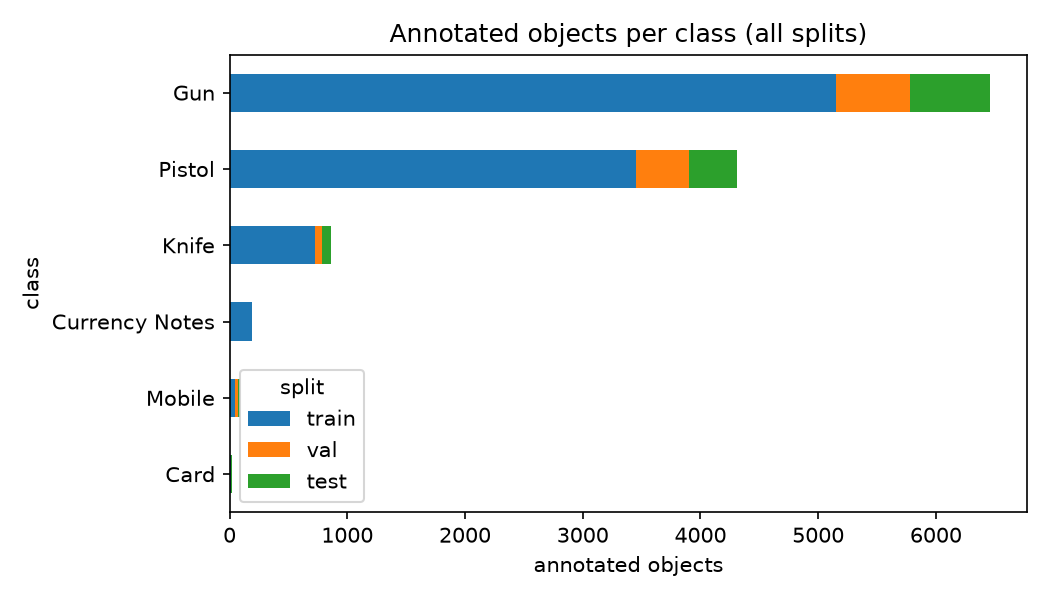 Annotated objects per class (all splits)
Gun
Pistol
Knife
Currency Notes
Mobile
Card
class
split
train
val
test
0 1000 2000 3000 4000 5000 6000
annotated objects